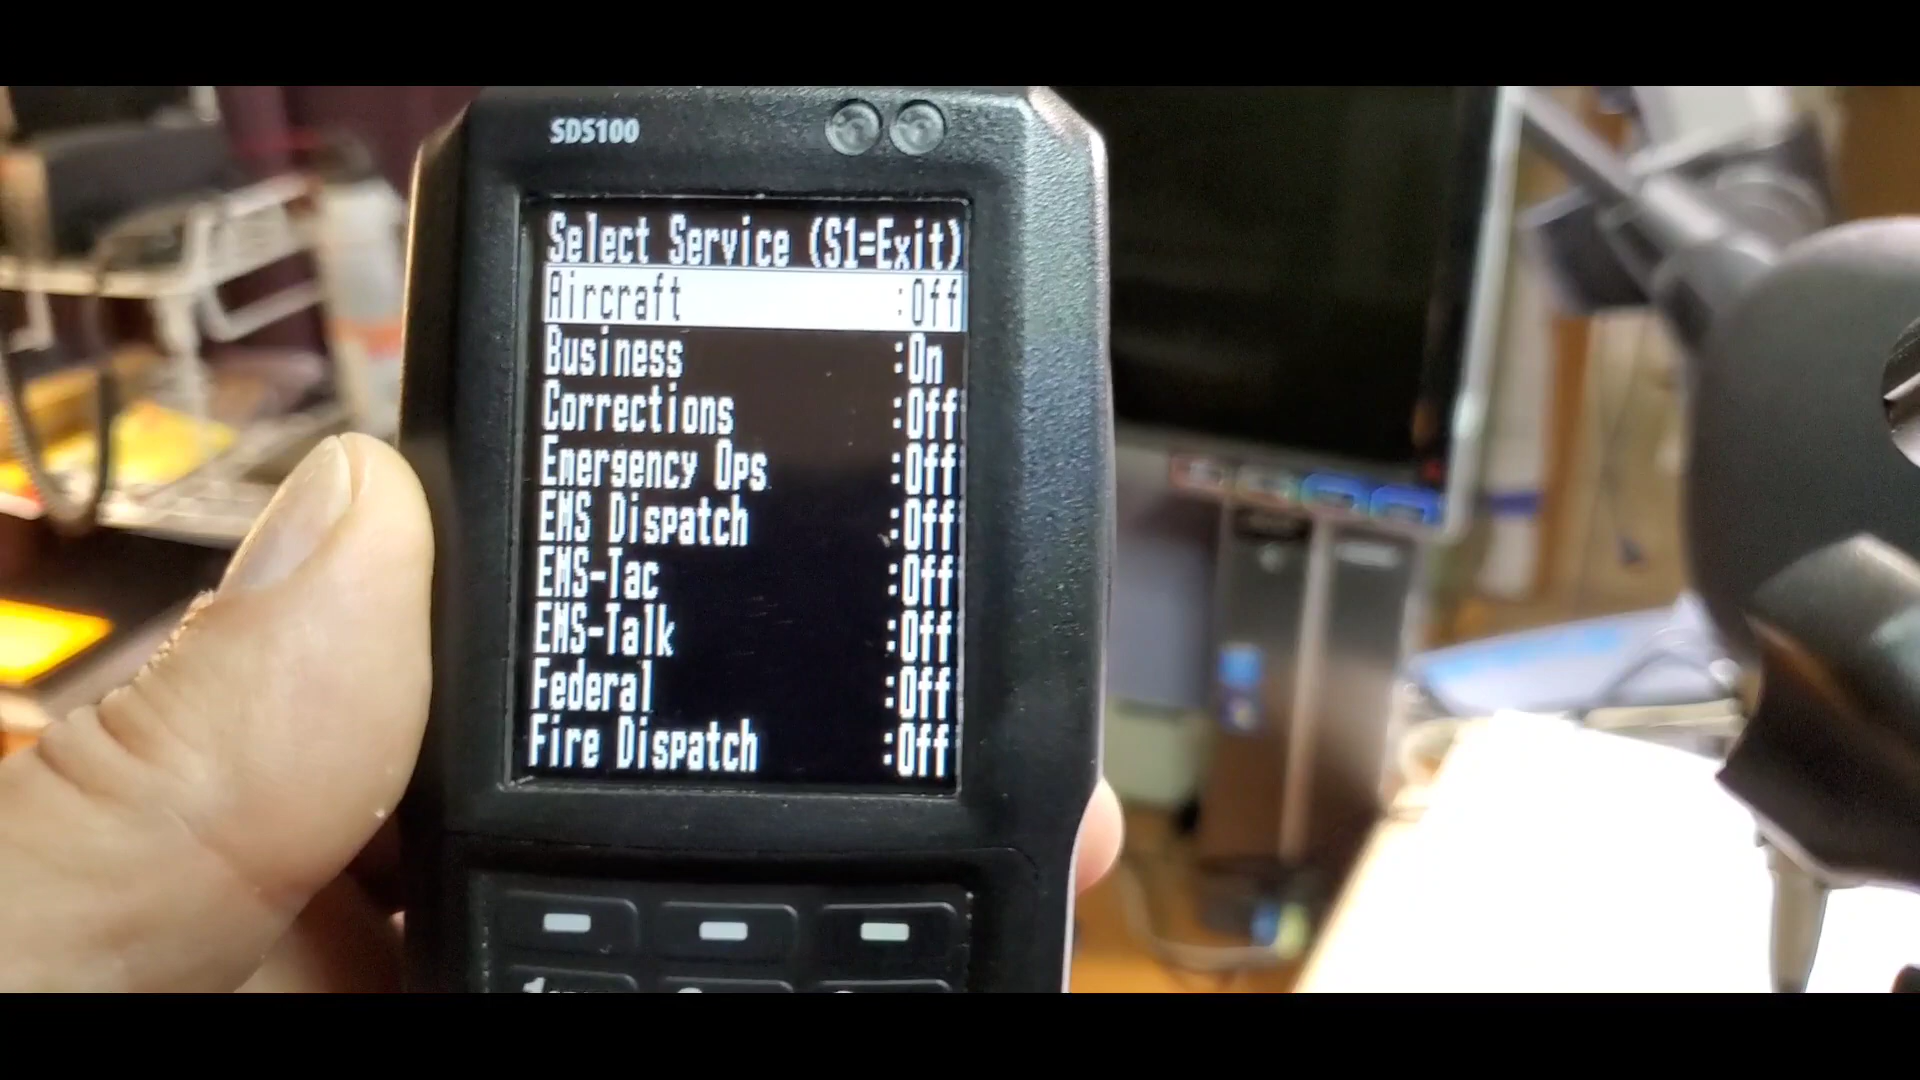 SDS100
Select Service (S1=Exit)
Aircraft :Off
Business :On
Corrections :Off
Emergency Ops :Off
EMS Dispatch :Off
EMS-Tac :Off
EMS-Talk :Off
Federal :Off
Fire Dispatch :Off